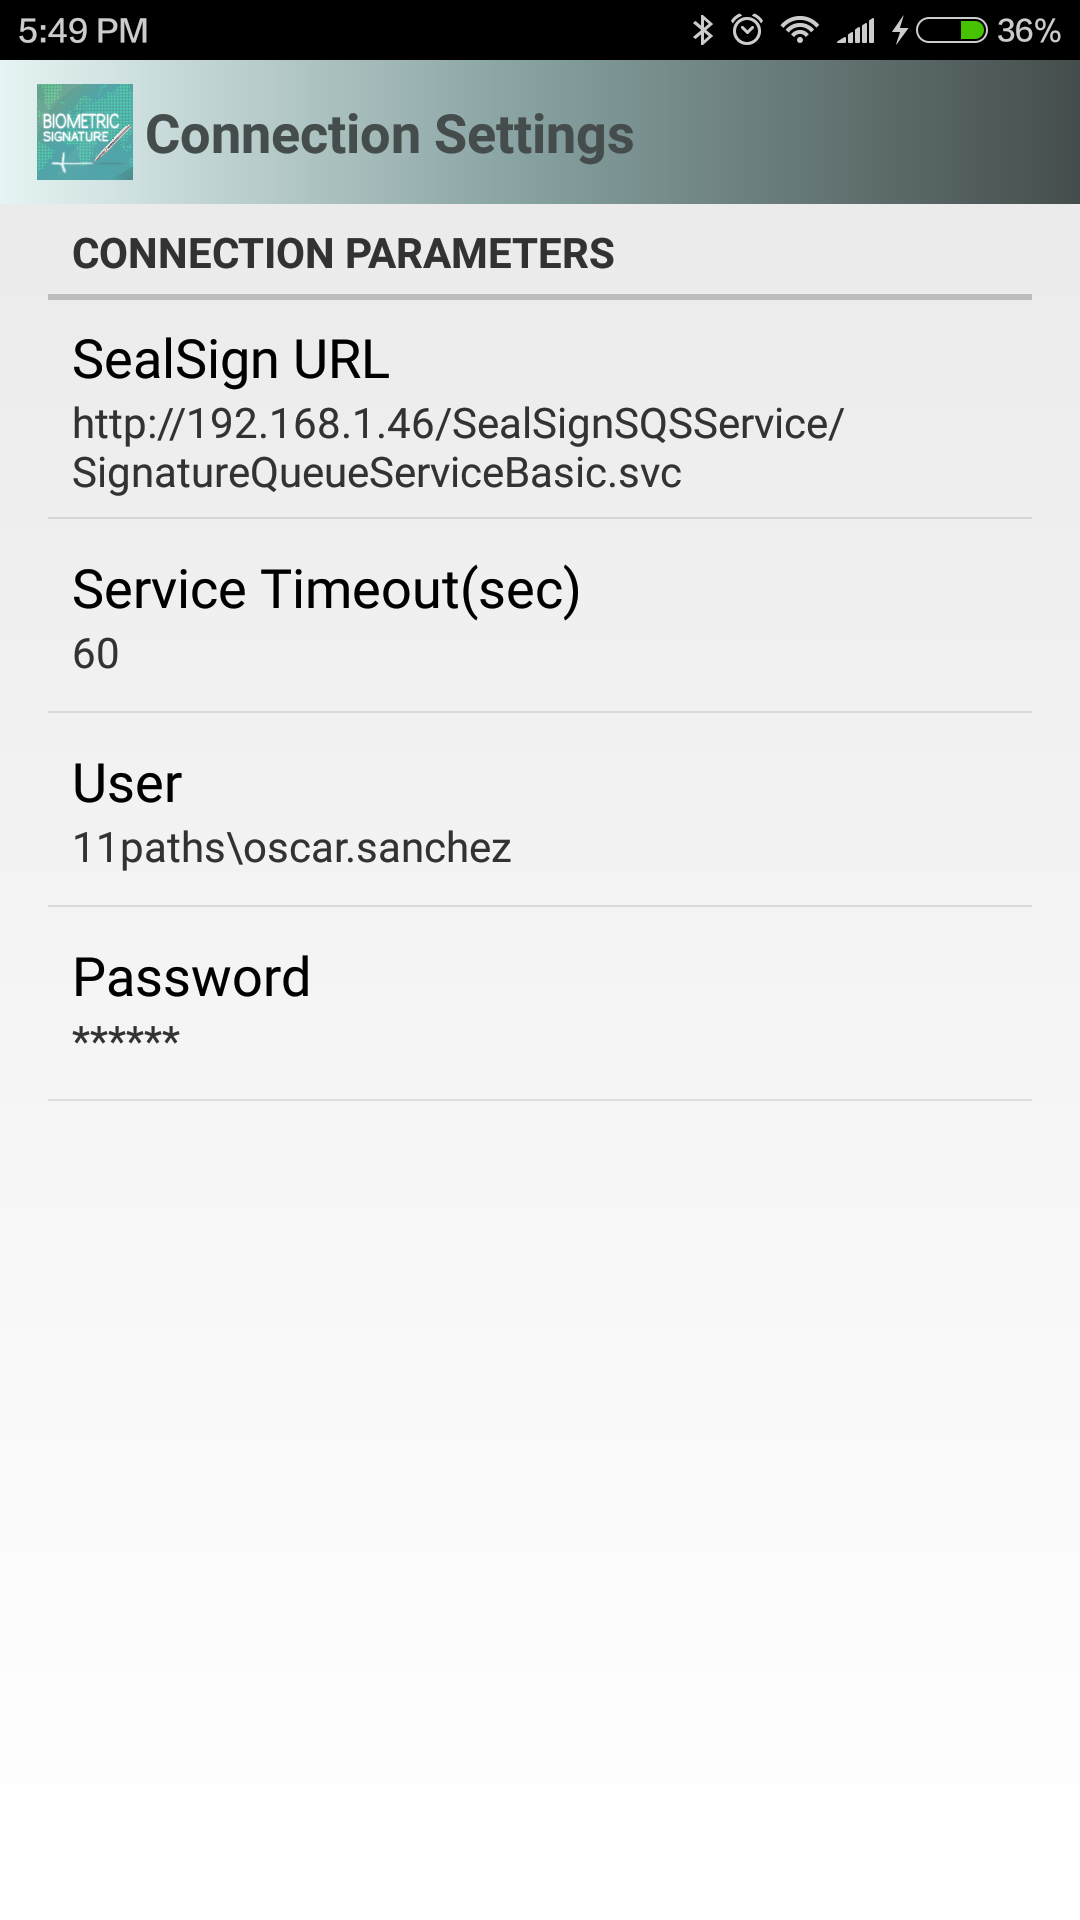 5:49 PM
36%
BIOMETRIC
SIGNATURE
Connection Settings
CONNECTION PARAMETERS
SealSign URL
http://192.168.1.46/SealSignSQSService/
SignatureQueueServiceBasic.svc
Service Timeout(sec)
60
User
11paths\oscar.sanchez
Password
******